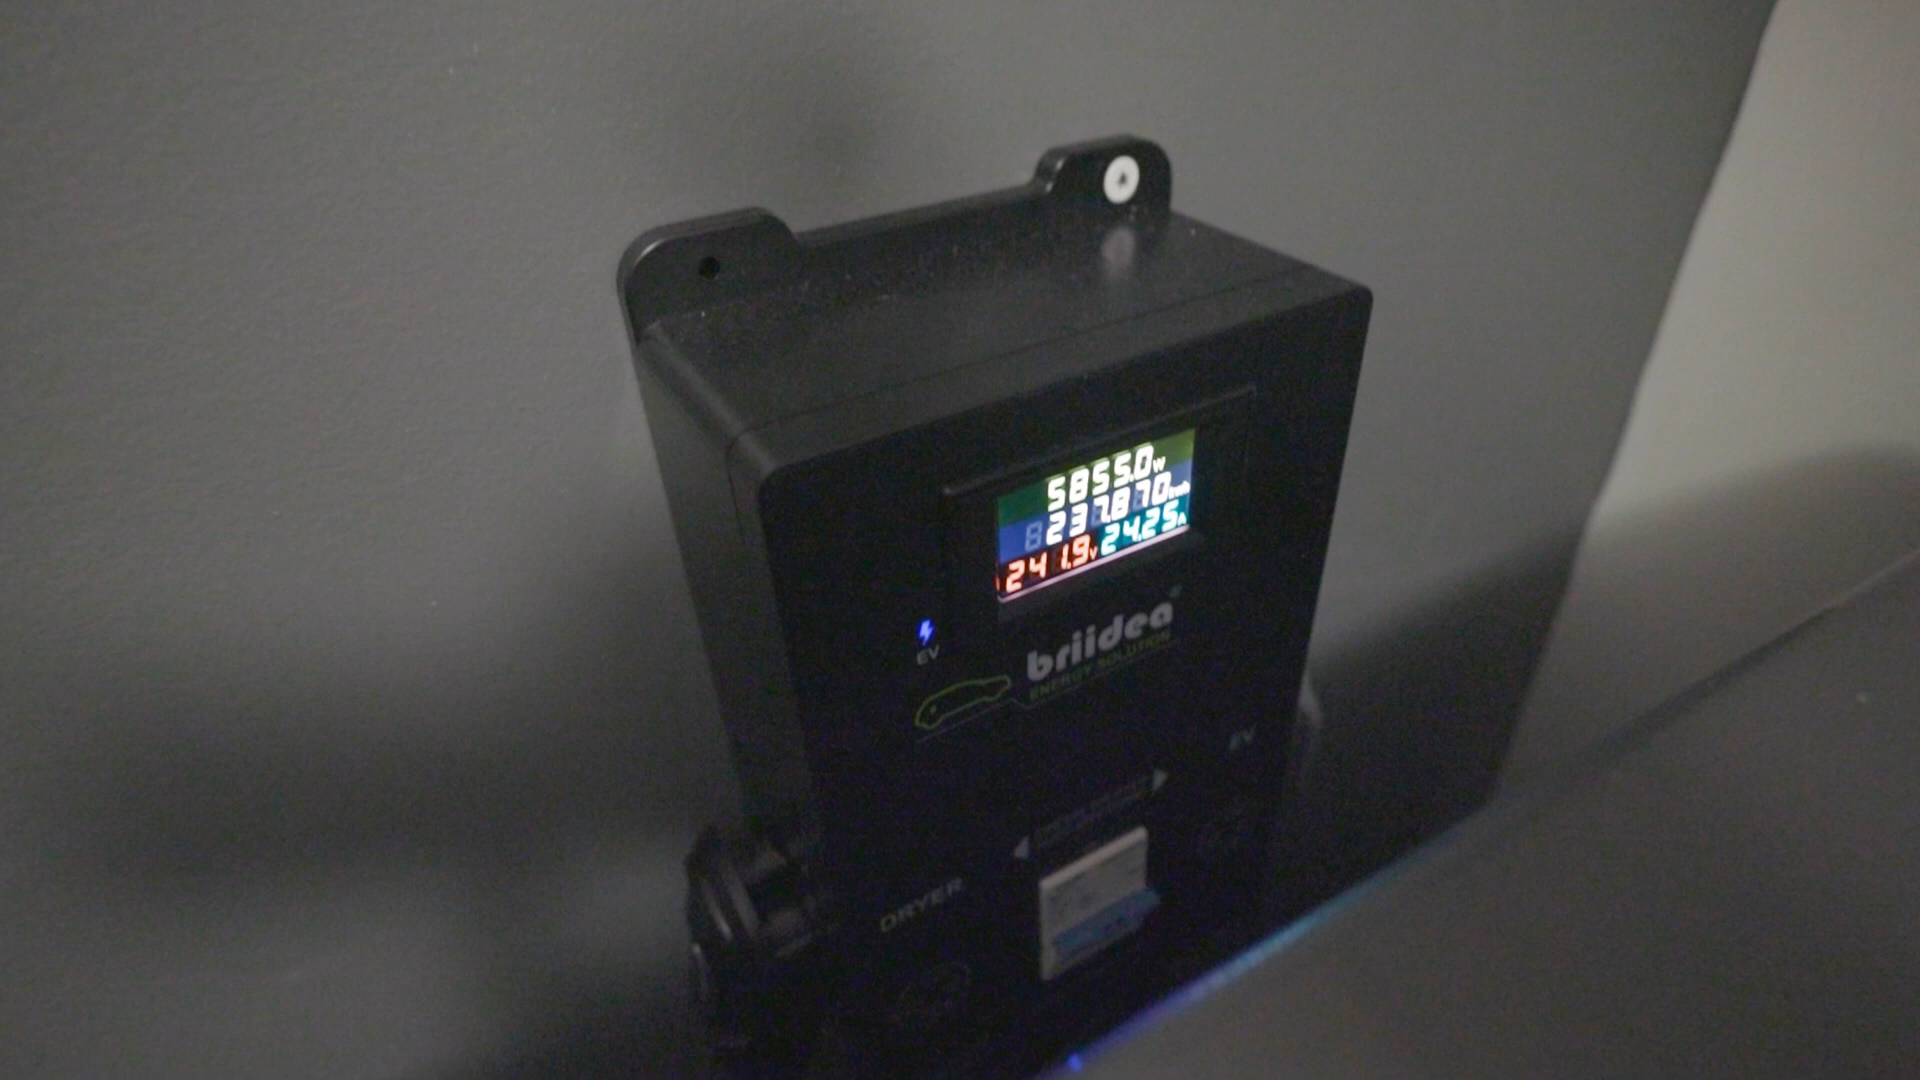 5855.0W
237.870kwh
241.9V 24.25A
briidea
ENERGY SOLUTION
EV
EV
DRYER